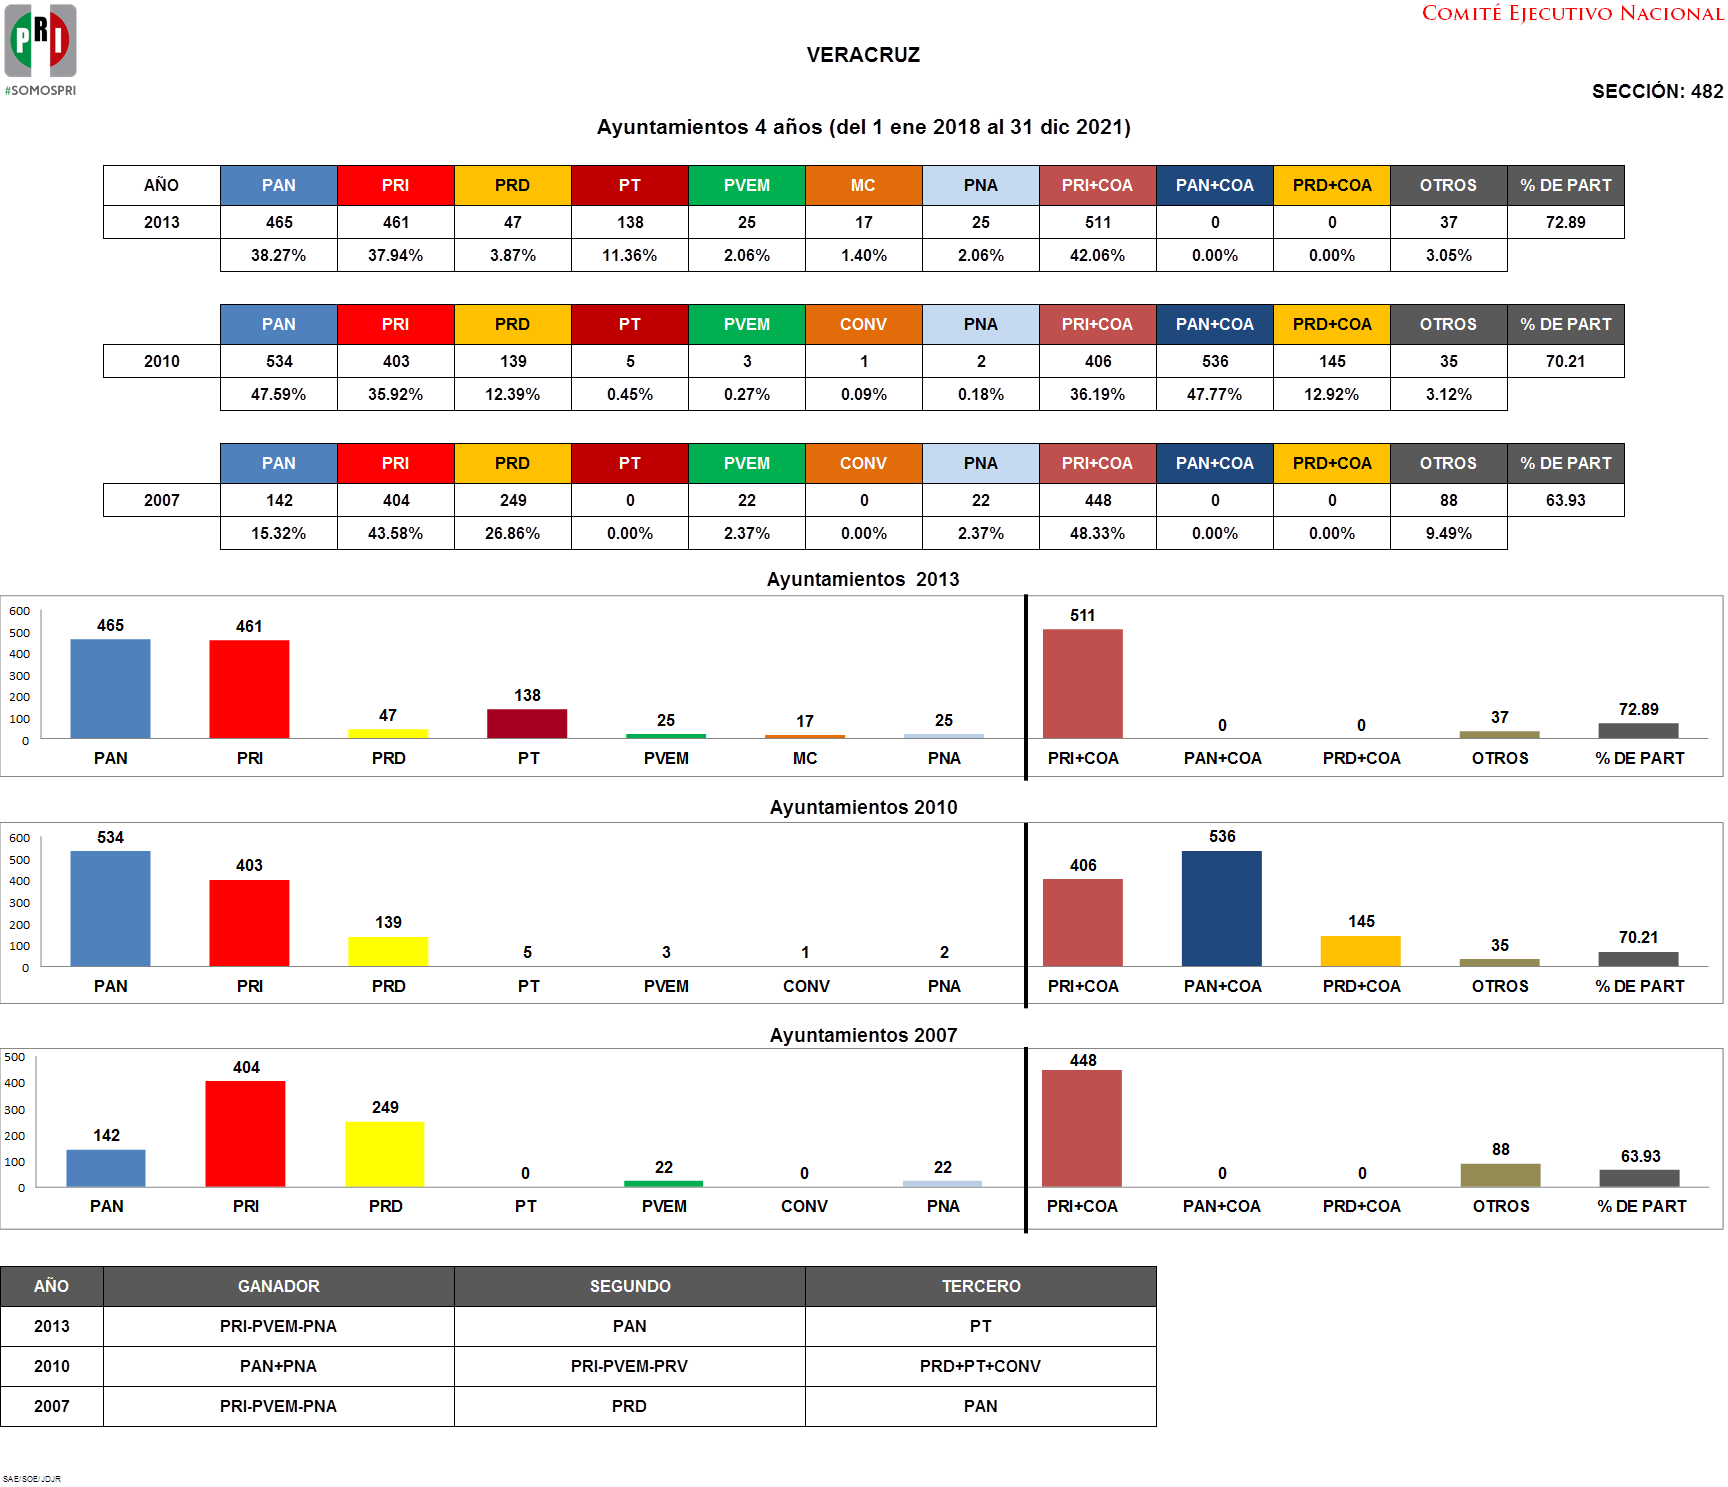 COMITÉ EJECUTIVO NACIONAL
PRI
#SOMOSPRI
VERACRUZ
SECCIÓN: 482
Ayuntamientos 4 años (del 1 ene 2018 al 31 dic 2021)
AÑO PAN PRI PRD PT PVEM MC PNA PRI+COA PAN+COA PRD+COA OTROS % DE PART
2013 465 461 47 138 25 17 25 511 0 0 37 72.89
38.27% 37.94% 3.87% 11.36% 2.06% 1.40% 2.06% 42.06% 0.00% 0.00% 3.05%
PAN PRI PRD PT PVEM CONV PNA PRI+COA PAN+COA PRD+COA OTROS % DE PART
2010 534 403 139 5 3 1 2 406 536 145 35 70.21
47.59% 35.92% 12.39% 0.45% 0.27% 0.09% 0.18% 36.19% 47.77% 12.92% 3.12%
PAN PRI PRD PT PVEM CONV PNA PRI+COA PAN+COA PRD+COA OTROS % DE PART
2007 142 404 249 0 22 0 22 448 0 0 88 63.93
15.32% 43.58% 26.86% 0.00% 2.37% 0.00% 2.37% 48.33% 0.00% 0.00% 9.49%
Ayuntamientos 2013
600
500
400
300
200
100
0
465 461 47 138 25 17 25 511 0 0 37 72.89
PAN PRI PRD PT PVEM MC PNA PRI+COA PAN+COA PRD+COA OTROS % DE PART
Ayuntamientos 2010
600
500
400
300
200
100
0
534 403 139 5 3 1 2 406 536 145 35 70.21
PAN PRI PRD PT PVEM CONV PNA PRI+COA PAN+COA PRD+COA OTROS % DE PART
Ayuntamientos 2007
500
400
300
200
100
0
142 404 249 0 22 0 22 448 0 0 88 63.93
PAN PRI PRD PT PVEM CONV PNA PRI+COA PAN+COA PRD+COA OTROS % DE PART
AÑO GANADOR SEGUNDO TERCERO
2013 PRI-PVEM-PNA PAN PT
2010 PAN+PNA PRI-PVEM-PRV PRD+PT+CONV
2007 PRI-PVEM-PNA PRD PAN
SAE/SOE/JDJR